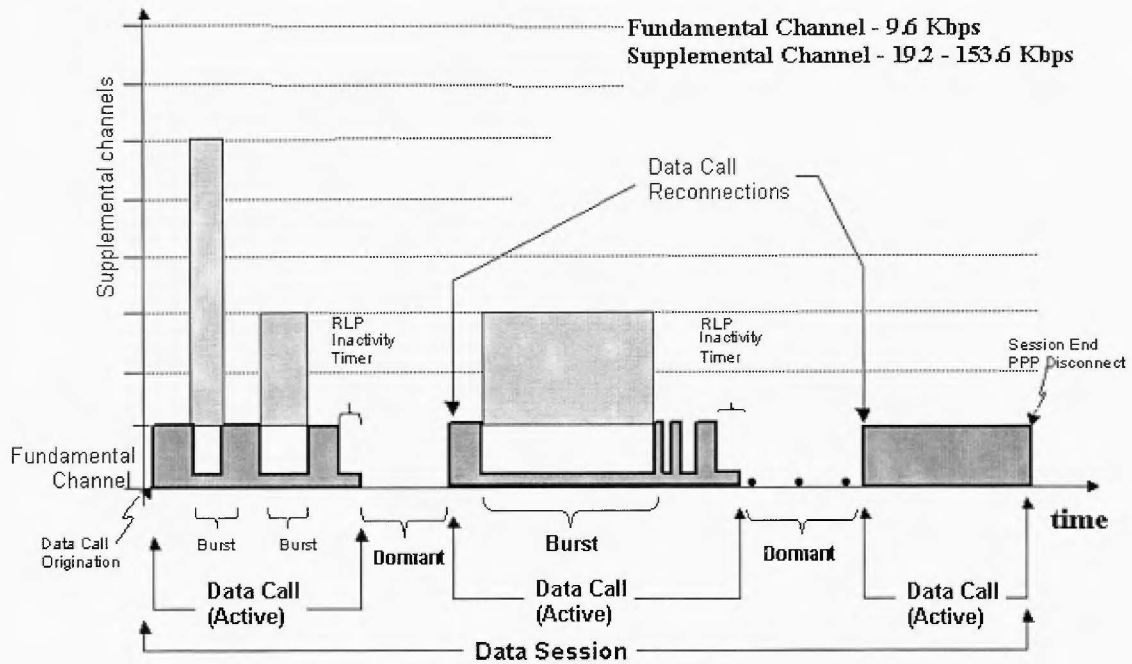 Fundamental Channel - 9.6 Kbps
Supplemental Channel - 19.2 - 153.6 Kbps
Supplemental channels
Data Call
Reconnections
RLP
Inactivity
Timer
RLP
Inactivity
Timer
Session End
PPP Disconnect
Fundamental
Channel
time
Data Call
Origination
Burst
Burst
Dormant
Burst
Dormant
Data Call
(Active)
Data Call
(Active)
Data Call
(Active)
Data Session